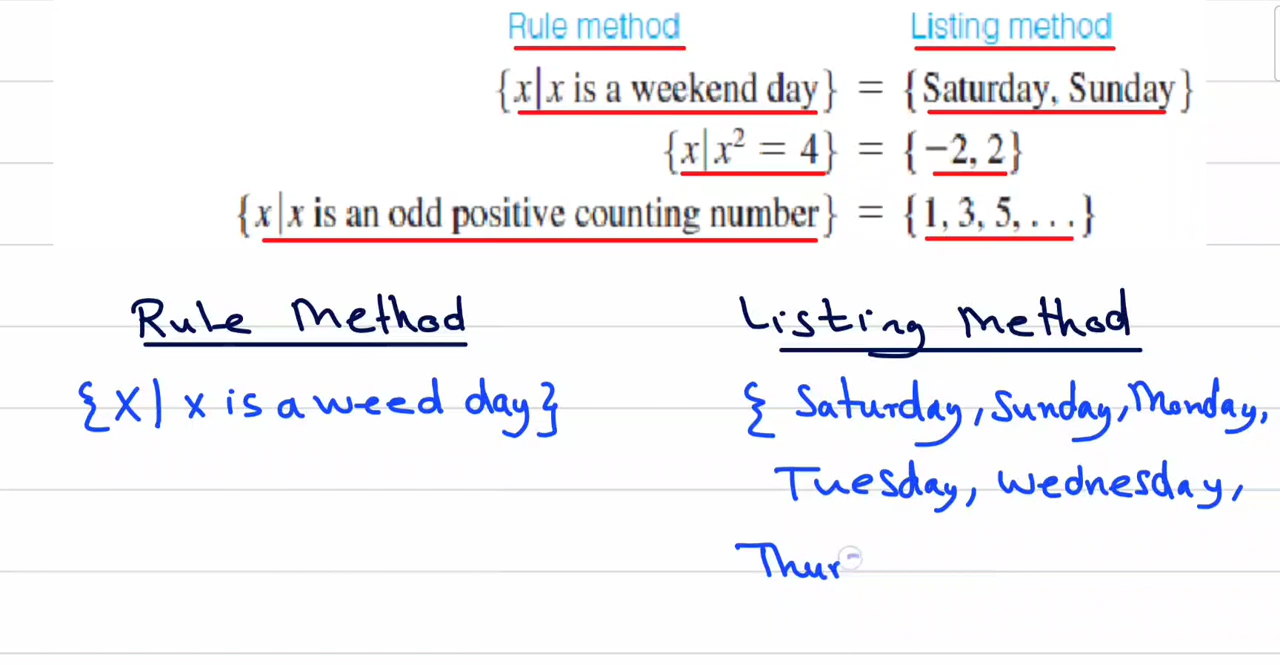 Rule method Listing method
{x|x is a weekend day} = {Saturday, Sunday}
{x|x² = 4} = {−2, 2}
{x|x is an odd positive counting number} = {1, 3, 5, . . .}
Rule Method Listing Method
{X| x is a weed day} { Saturday, Sunday, Monday,
Tuesday, Wednesday,
Thur